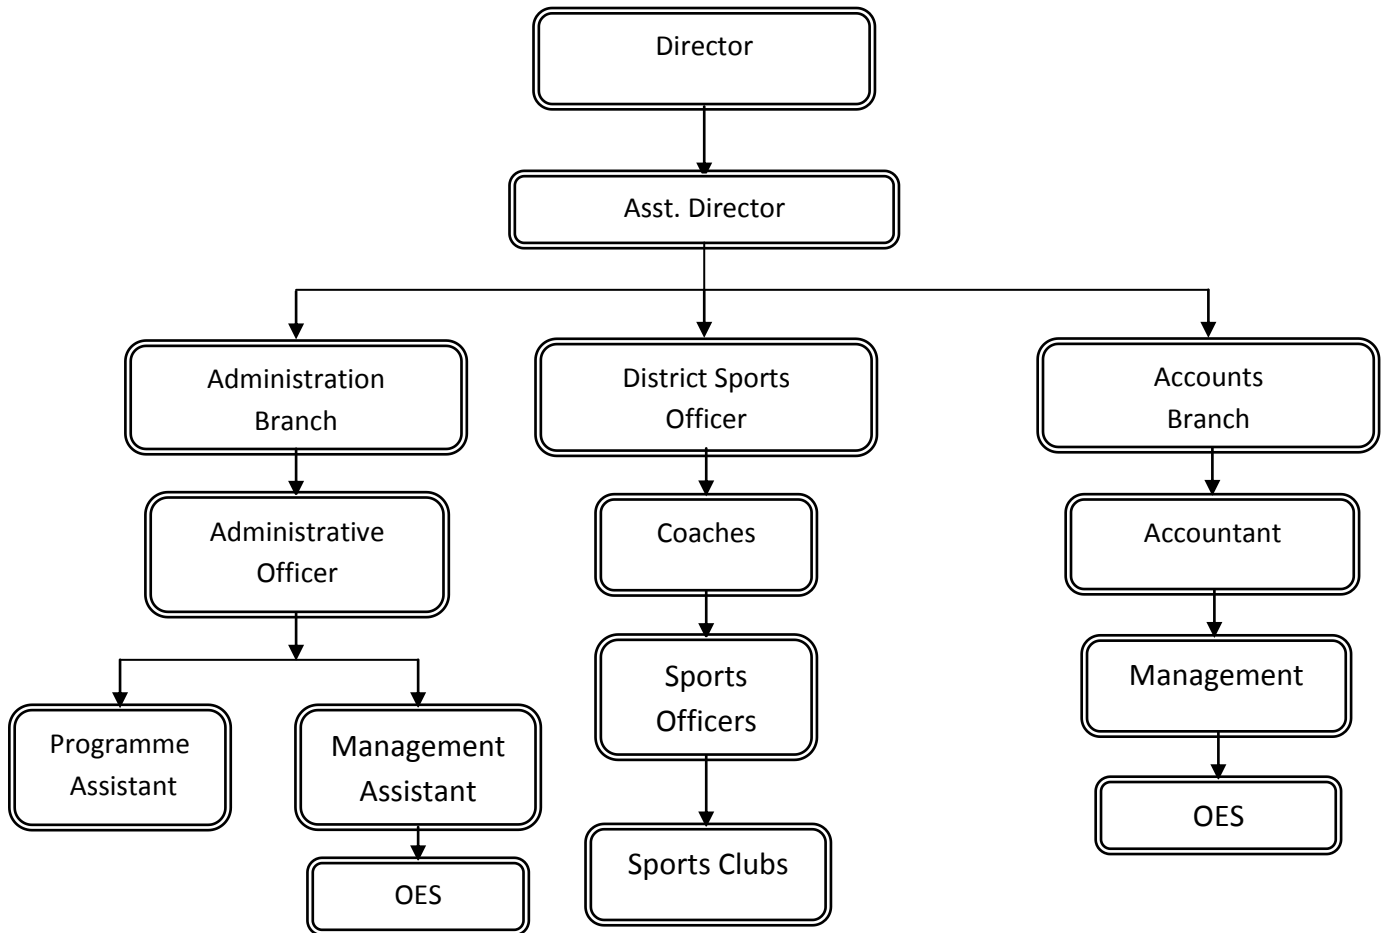 Director
Asst. Director
Administration
Branch
District Sports
Officer
Accounts
Branch
Administrative
Officer
Coaches
Accountant
Sports
Officers
Management
Programme
Assistant
Management
Assistant
OES
Sports Clubs
OES